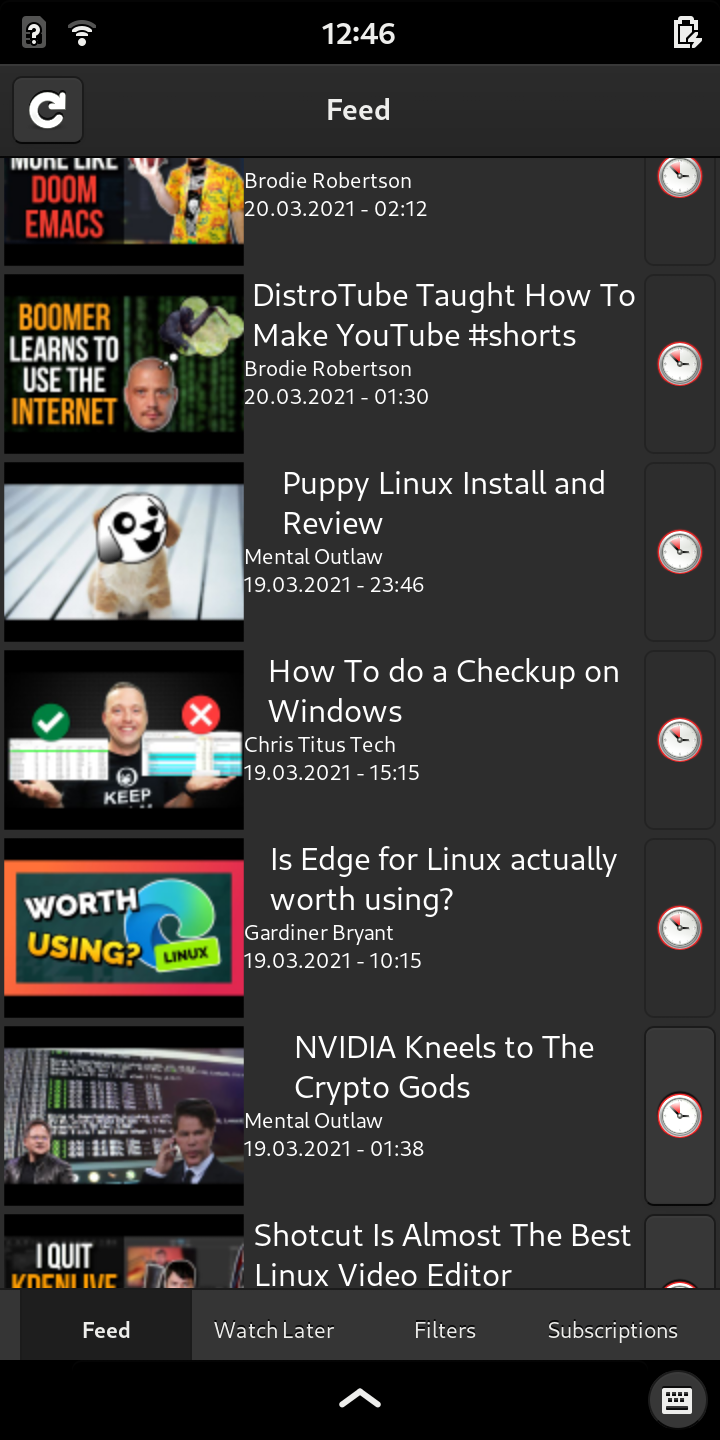 12:46
Feed
MORE LIKE
DOOM
EMACS
Brodie Robertson
20.03.2021 - 02:12
BOOMER
LEARNS TO
USE THE
INTERNET
DistroTube Taught How To
Make YouTube #shorts
Brodie Robertson
20.03.2021 - 01:30
Puppy Linux Install and
Review
Mental Outlaw
19.03.2021 - 23:46
KEEP
How To do a Checkup on
Windows
Chris Titus Tech
19.03.2021 - 15:15
WORTH
USING?
LINUX
Is Edge for Linux actually
worth using?
Gardiner Bryant
19.03.2021 - 10:15
NVIDIA Kneels to The
Crypto Gods
Mental Outlaw
19.03.2021 - 01:38
I QUIT
KDENLIVE
Shotcut Is Almost The Best
Linux Video Editor
Feed Watch Later Filters Subscriptions